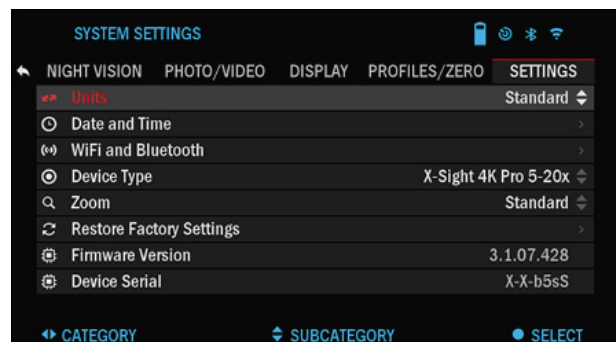 SYSTEM SETTINGS
NIGHT VISION PHOTO/VIDEO DISPLAY PROFILES/ZERO SETTINGS
Units Standard
Date and Time
WiFi and Bluetooth
Device Type X-Sight 4K Pro 5-20x
Zoom Standard
Restore Factory Settings
Firmware Version 3.1.07.428
Device Serial X-X-b5sS
CATEGORY SUBCATEGORY SELECT